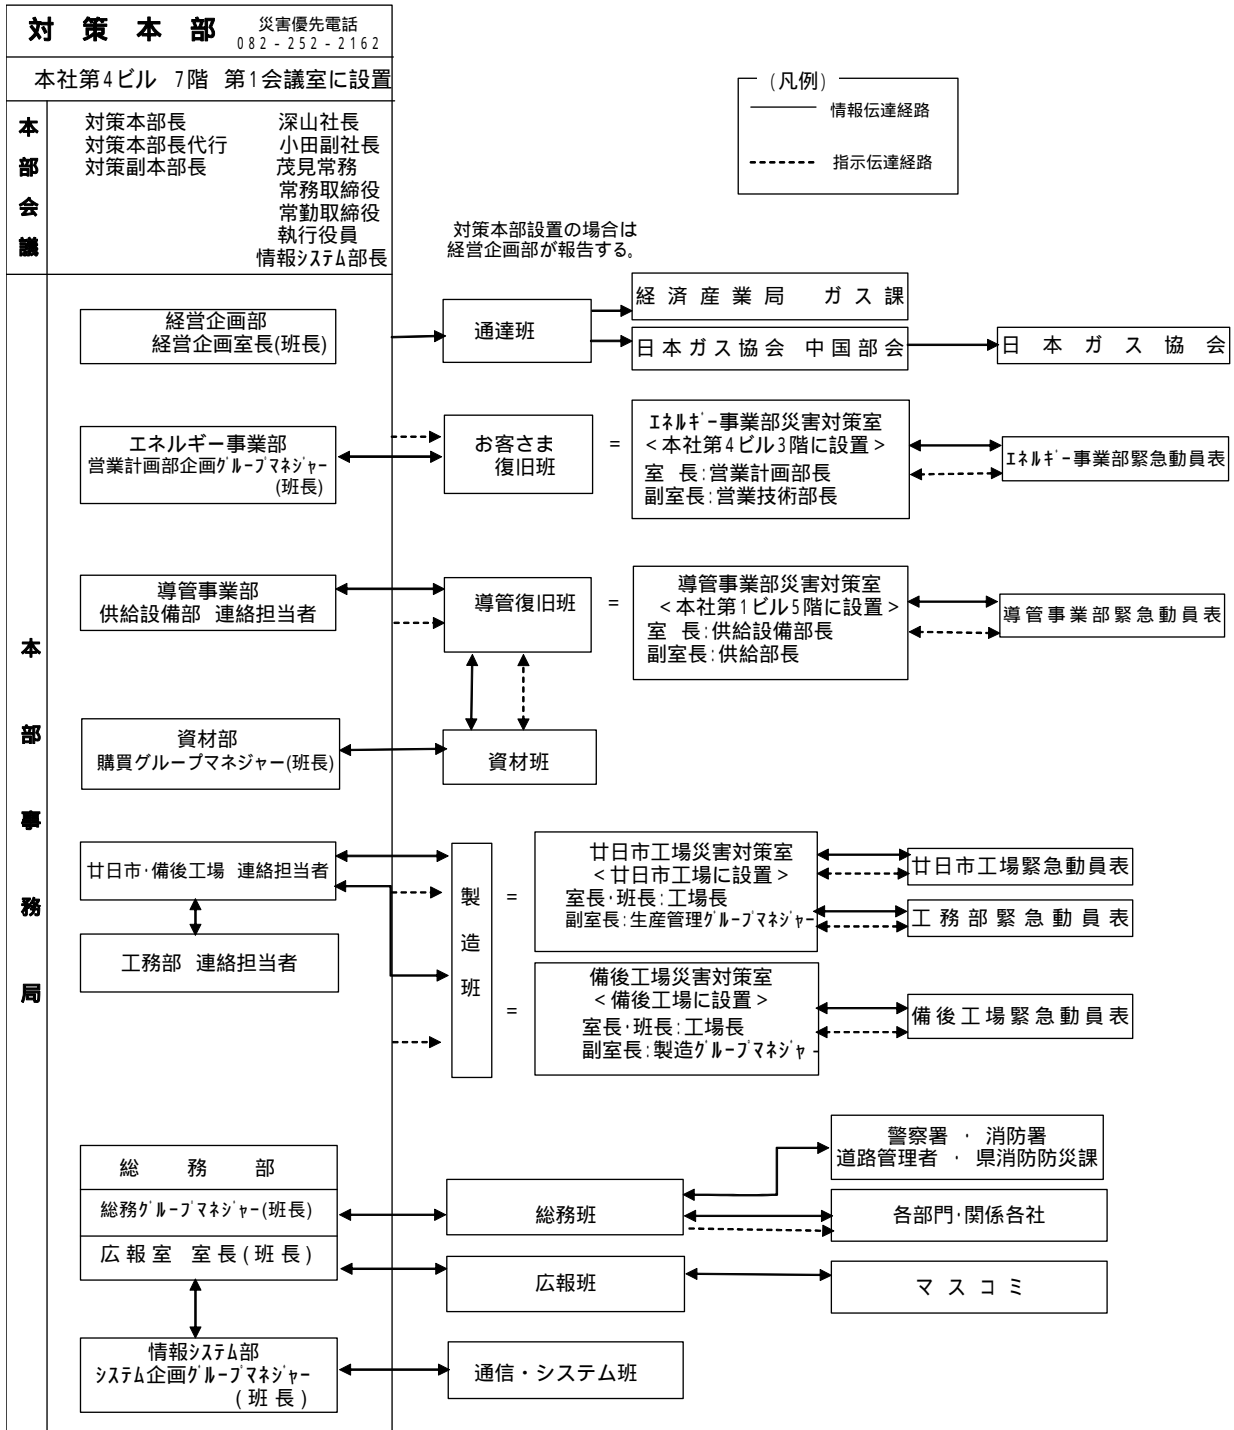 対策本部 災害優先電話
082-252-2162
本社第4ビル 7階 第1会議室に設置
本部会議
対策本部長 深山社長
対策本部長代行 小田副社長
対策副本部長 茂見常務
常務取締役
常勤取締役
執行役員
情報ｼｽﾃﾑ部長
(凡例)
情報伝達経路
指示伝達経路
対策本部設置の場合は
経営企画部が報告する。
本部事務局
経営企画部
経営企画室長(班長)
通達班
経済産業局 ガス課
日本ガス協会 中国部会
日本ガス協会
エネルギー事業部
営業計画部企画ｸﾞﾙｰﾌﾟﾏﾈｼﾞｬｰ
(班長)
お客さま
復旧班
=
ｴﾈﾙｷﾞｰ事業部災害対策室
<本社第4ビル3階に設置>
室 長:営業計画部長
副室長:営業技術部長
ｴﾈﾙｷﾞｰ事業部緊急動員表
導管事業部
供給設備部 連絡担当者
導管復旧班
=
導管事業部災害対策室
<本社第1ビル5階に設置>
室 長:供給設備部長
副室長:供給部長
導管事業部緊急動員表
資材部
購買グループマネジャー(班長)
資材班
廿日市･備後工場 連絡担当者
工務部 連絡担当者
製造班
=
廿日市工場災害対策室
<廿日市工場に設置>
室長･班長:工場長
副室長:生産管理ｸﾞﾙｰﾌﾟﾏﾈｼﾞｬｰ
廿日市工場緊急動員表
工務部緊急動員表
=
備後工場災害対策室
<備後工場に設置>
室長･班長:工場長
副室長:製造ｸﾞﾙｰﾌﾟﾏﾈｼﾞｬｰ
備後工場緊急動員表
総務部
総務ｸﾞﾙｰﾌﾟﾏﾈｼﾞｬｰ(班長)
広報室 室長(班長)
総務班
警察署 ・ 消防署
道路管理者 ・ 県消防防災課
各部門･関係各社
広報班
マスコミ
情報ｼｽﾃﾑ部
ｼｽﾃﾑ企画ｸﾞﾙｰﾌﾟﾏﾈｼﾞｬｰ
(班長)
通信・システム班